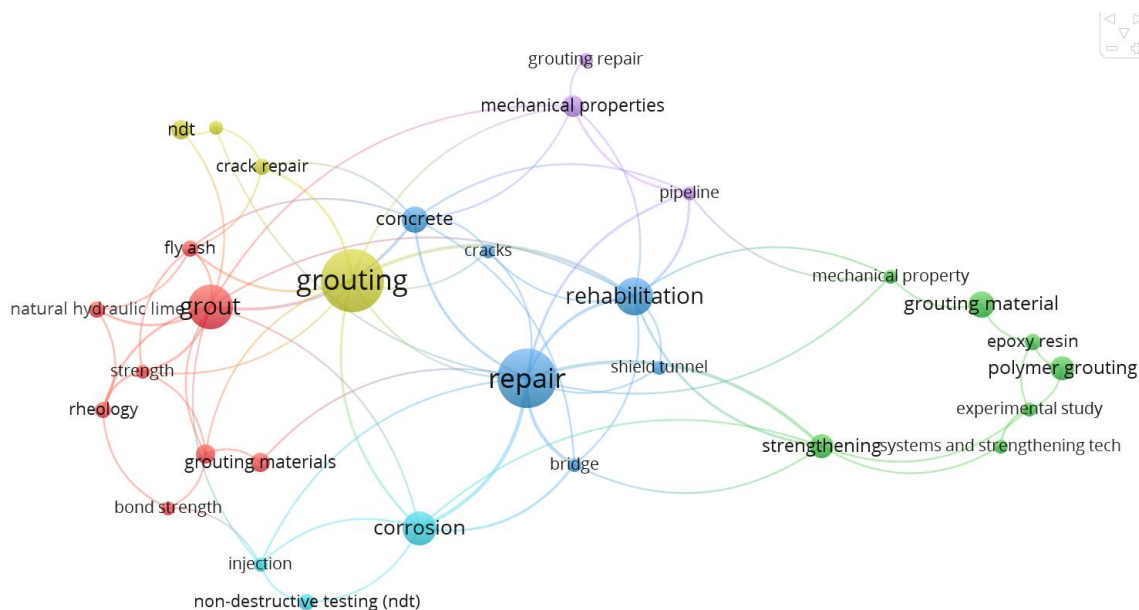 grouting repair
mechanical properties
ndt
crack repair
pipeline
concrete
fly ash
cracks
mechanical property
grouting
rehabilitation
grouting material
natural hydraulic lime
grout
epoxy resin
strength
shield tunnel
polymer grouting
repair
rheology
experimental study
strengthening
systems and strengthening tech
grouting materials
bridge
bond strength
corrosion
injection
non-destructive testing (ndt)